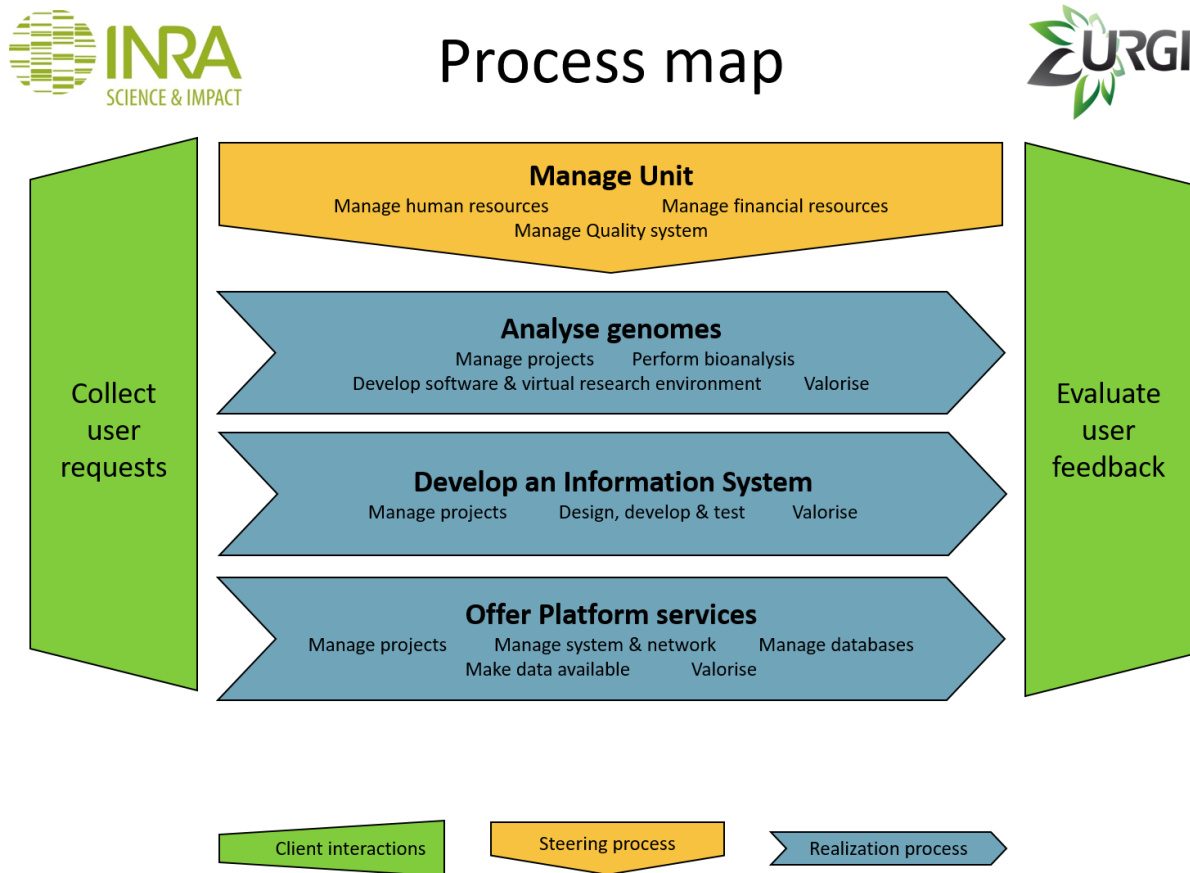 INRA
SCIENCE & IMPACT
Process map
URGI
Collect
user
requests
Manage Unit
Manage human resources Manage financial resources
Manage Quality system
Analyse genomes
Manage projects Perform bioanalysis
Develop software & virtual research environment Valorise
Develop an Information System
Manage projects Design, develop & test Valorise
Offer Platform services
Manage projects Manage system & network Manage databases
Make data available Valorise
Evaluate
user
feedback
Client interactions
Steering process
Realization process